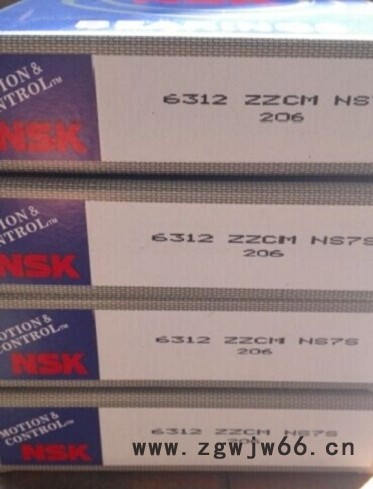 MOTION &
CONTROL™
NSK
6312 ZZCM NS7
206
MOTION &
CONTROL™
NSK
6312 ZZCM NS7S
206
MOTION &
CONTROL™
NSK
6312 ZZCM NS7S
206
MOTION &
CONTROL™
NSK
6312 ZZCM NS7S
206
www.zgwjw66.cn